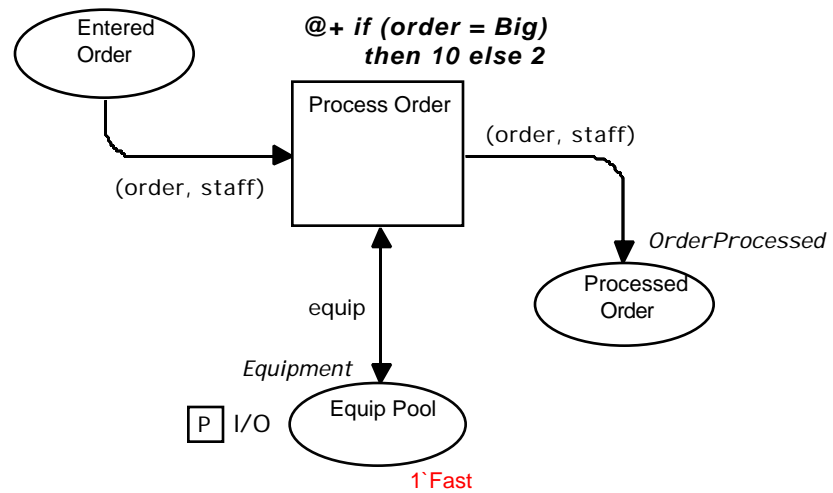 Entered
Order
@+ if (order = Big)
then 10 else 2
Process Order
(order, staff)
(order, staff)
OrderProcessed
Processed
Order
equip
Equipment
P I/O
Equip Pool
1`Fast